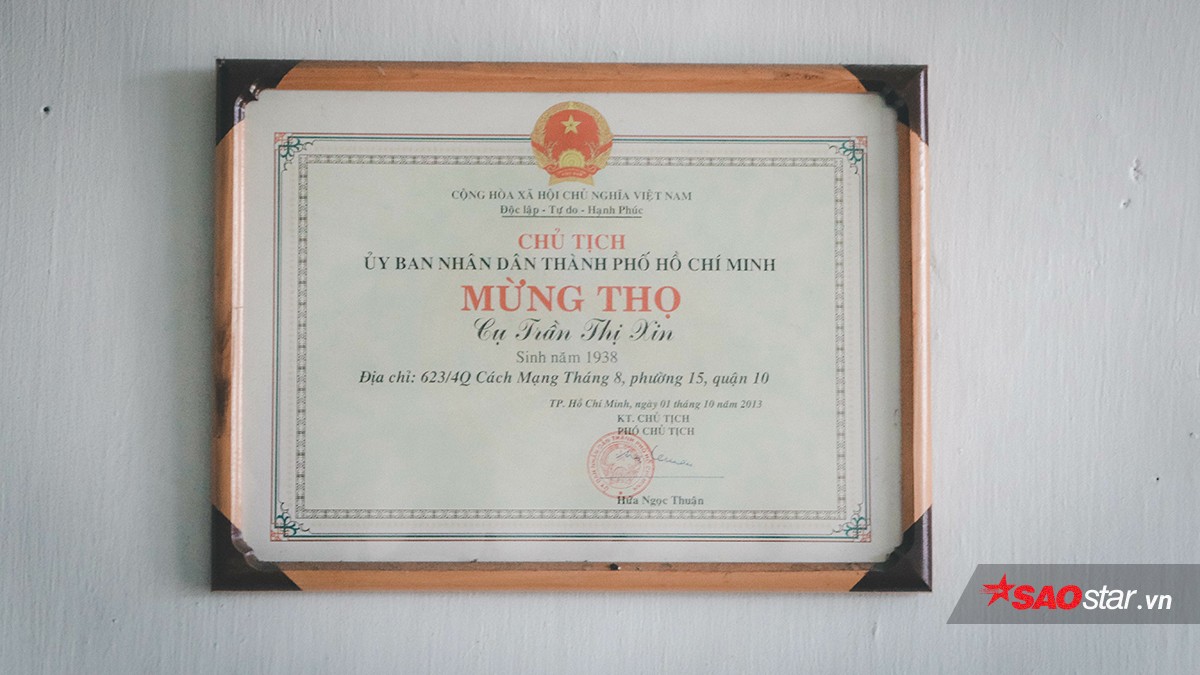 CỘNG HÒA XÃ HỘI CHỦ NGHĨA VIỆT NAM
Độc lập - Tự do - Hạnh Phúc
CHỦ TỊCH
ỦY BAN NHÂN DÂN THÀNH PHỐ HỒ CHÍ MINH
MỪNG THỌ
Cụ Trần Thị Xin
Sinh năm 1938
Địa chỉ: 623/4Q Cách Mạng Tháng 8, phường 15, quận 10
TP. Hồ Chí Minh, ngày 01 tháng 10 năm 2013
KT. CHỦ TỊCH
PHÓ CHỦ TỊCH
Hứa Ngọc Thuận
SAOstar.vn